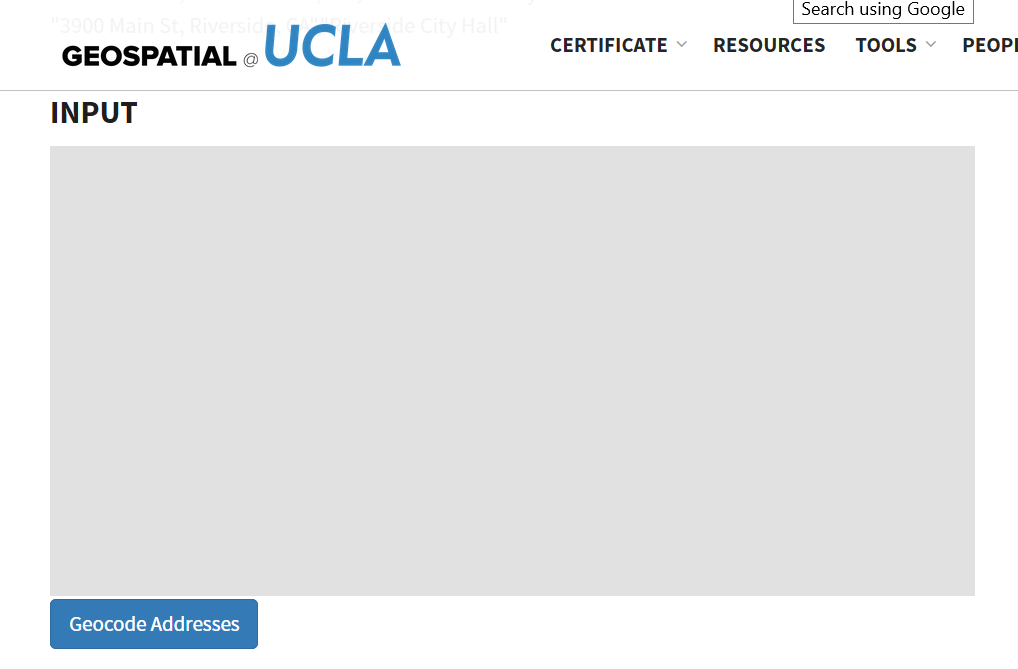 Search using Google
"3900 Main St, Riverside, CA","Riverside City Hall"
GEOSPATIAL @ UCLA
CERTIFICATE RESOURCES TOOLS PEOPL
INPUT
Geocode Addresses